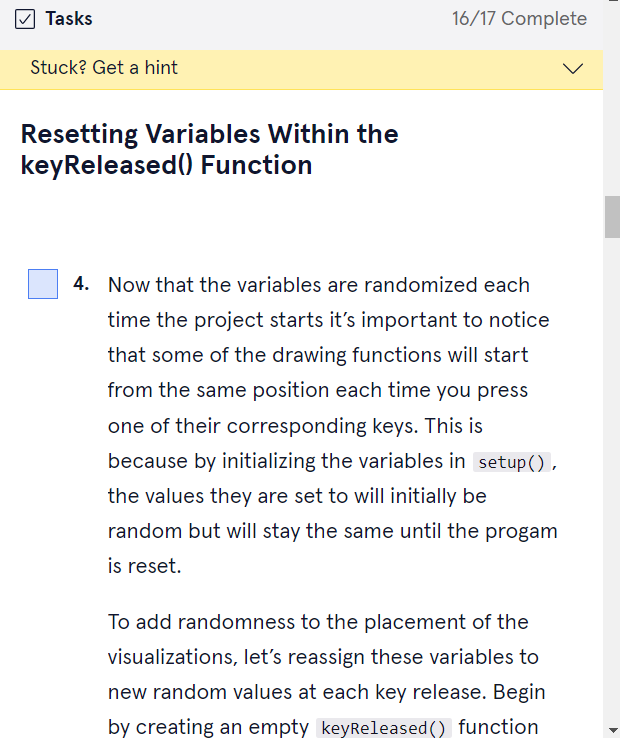 Tasks
16/17 Complete
Stuck? Get a hint
Resetting Variables Within the
keyReleased() Function
4. Now that the variables are randomized each
time the project starts it’s important to notice
that some of the drawing functions will start
from the same position each time you press
one of their corresponding keys. This is
because by initializing the variables in setup(),
the values they are set to will initially be
random but will stay the same until the progam
is reset.
To add randomness to the placement of the
visualizations, let’s reassign these variables to
new random values at each key release. Begin
by creating an empty keyReleased() function